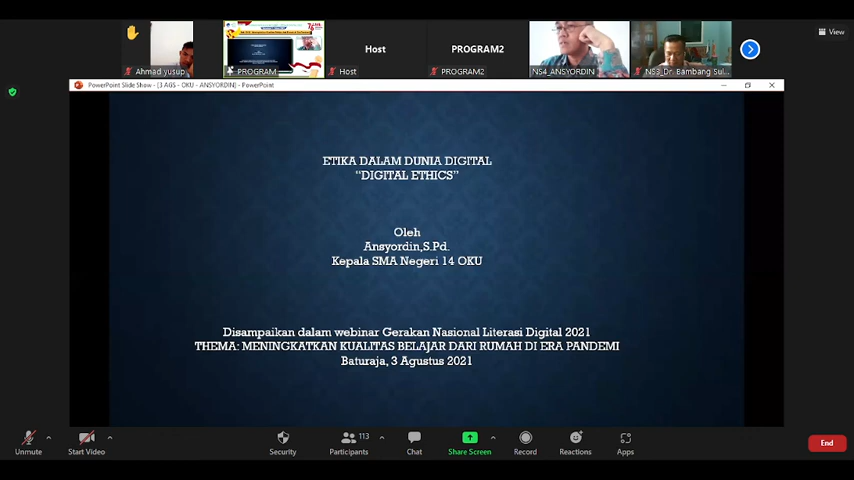 View
Host
PROGRAM2
Ahmad yusup
PROGRAM
Host
PROGRAM2
NS4_ANSYORDIN
NS3_Dr. Bambang Sul...
PowerPoint Slide Show - [3 AGS - OKU - ANSYORDIN] - PowerPoint
ETIKA DALAM DUNIA DIGITAL
“DIGITAL ETHICS”
Oleh
Ansyordin,S.Pd.
Kepala SMA Negeri 14 OKU
Disampaikan dalam webinar Gerakan Nasional Literasi Digital 2021
THEMA: MENINGKATKAN KUALITAS BELAJAR DARI RUMAH DI ERA PANDEMI
Baturaja, 3 Agustus 2021
113
Unmute
Start Video
Security
Participants
Chat
Share Screen
Record
Reactions
Apps
End